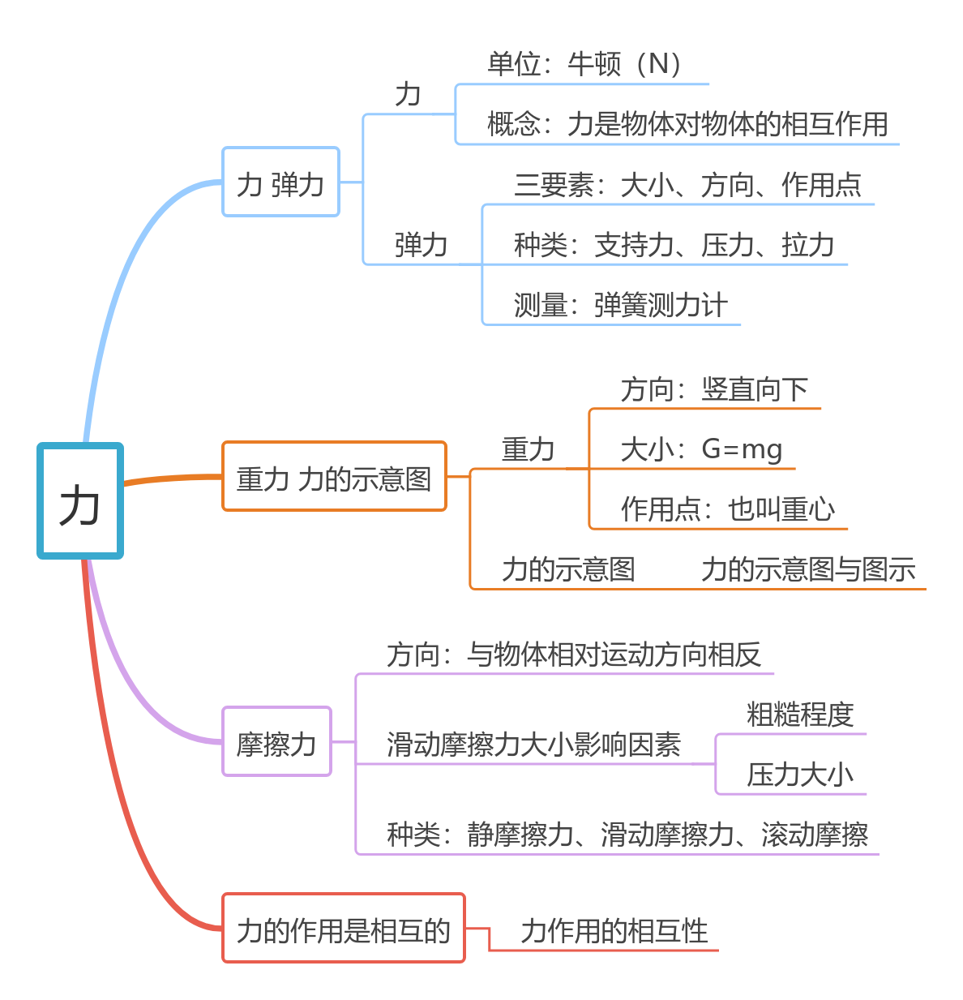 力
力 弹力
力
单位：牛顿（N）
概念：力是物体对物体的相互作用
弹力
三要素：大小、方向、作用点
种类：支持力、压力、拉力
测量：弹簧测力计
重力 力的示意图
重力
方向：竖直向下
大小：G=mg
作用点：也叫重心
力的示意图
力的示意图与图示
摩擦力
方向：与物体相对运动方向相反
滑动摩擦力大小影响因素
粗糙程度
压力大小
种类：静摩擦力、滑动摩擦力、滚动摩擦
力的作用是相互的
力作用的相互性